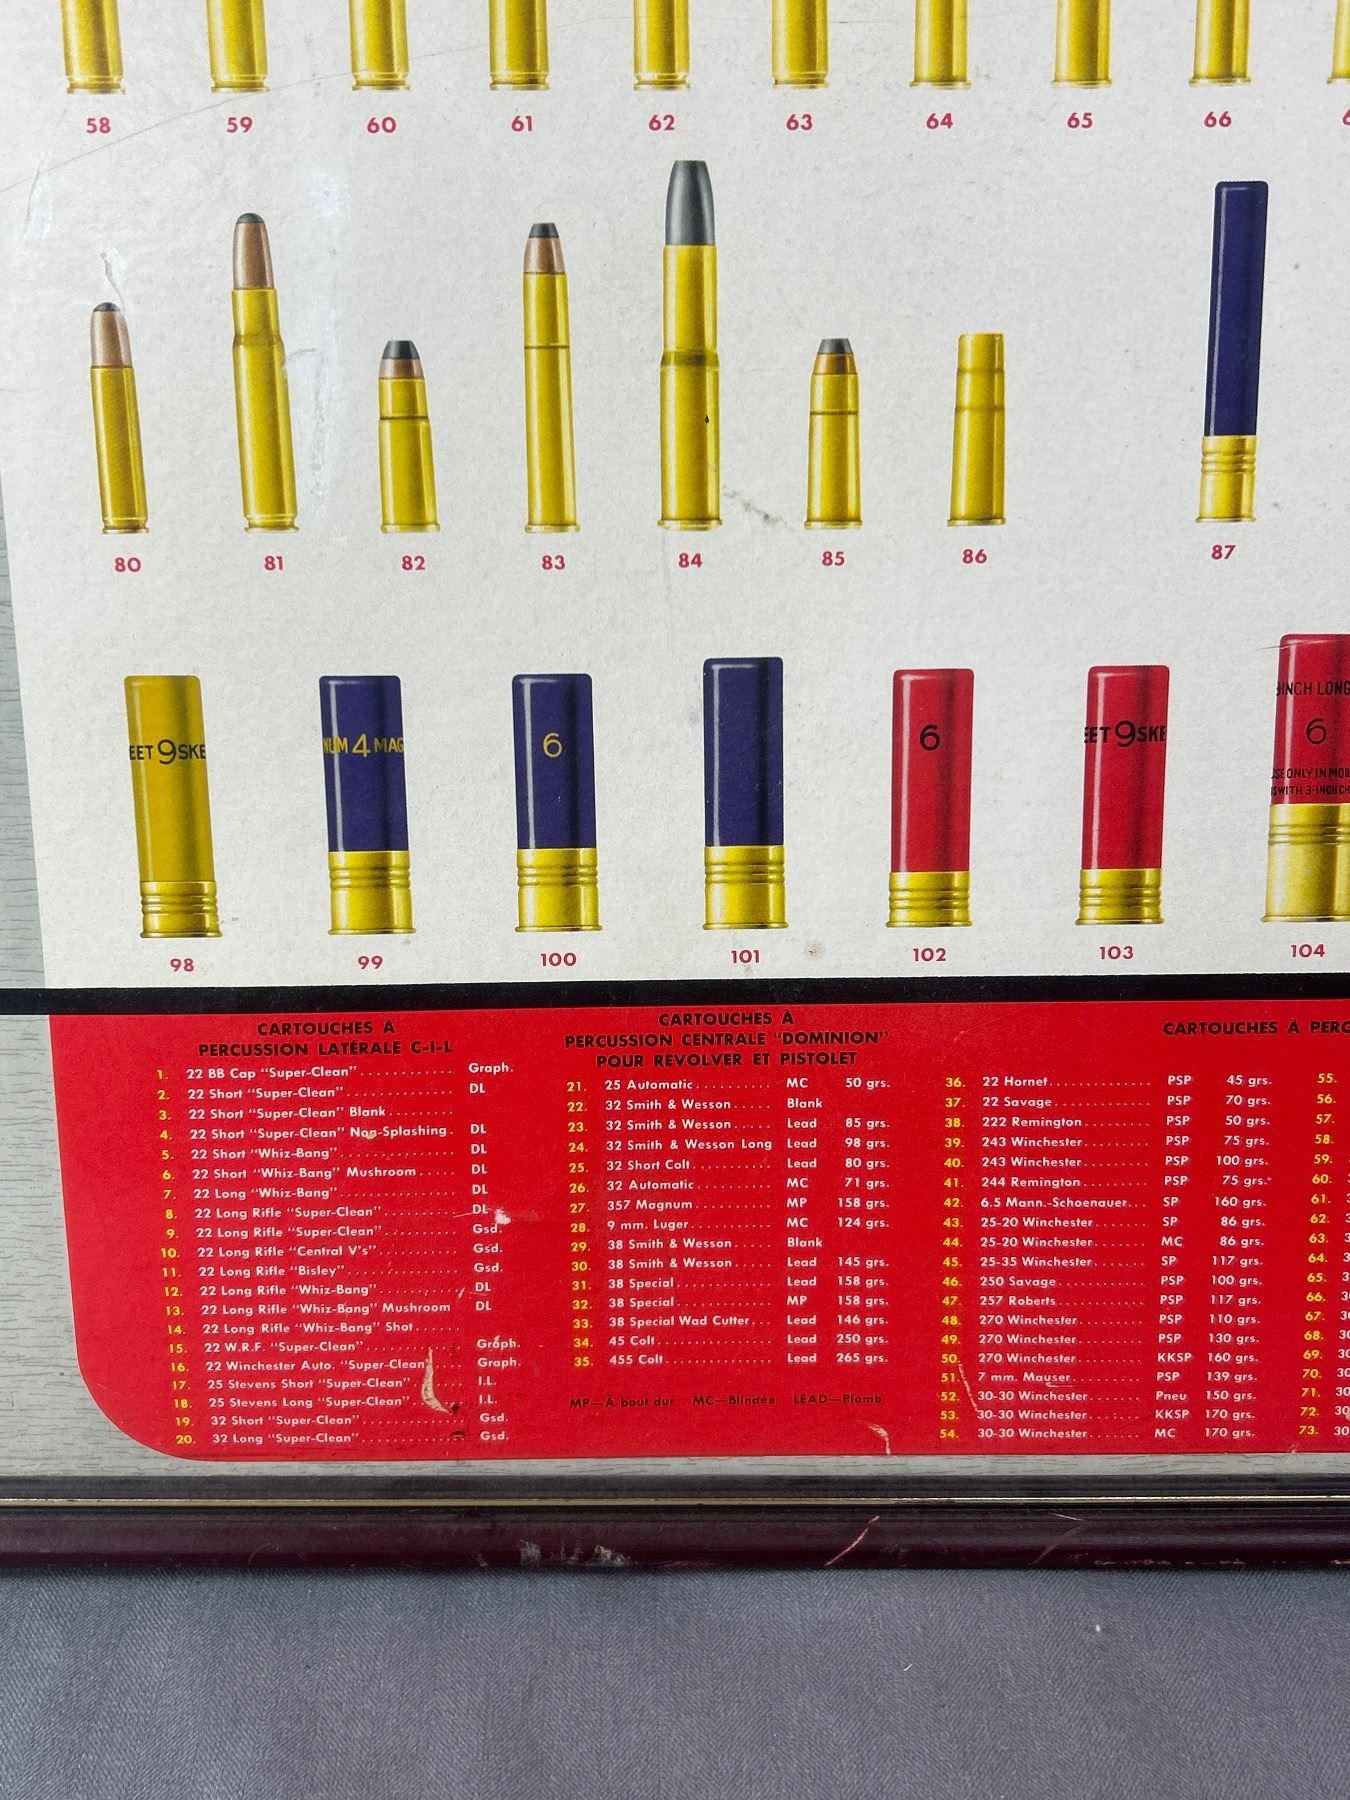 58 59 60 61 62 63 64 65 66
80 81 82 83 84 85 86 87
EET 9 SKE
NUM 4 MAG
6
6
EET 9 SKE
3 INCH LONG
6
USE ONLY IN MOD
WITH 3-INCH CH
98 99 100 101 102 103 104
CARTOUCHES À
PERCUSSION LATÉRALE C-I-L
1. 22 BB Cap "Super-Clean" Graph.
2. 22 Short "Super-Clean" DL
3. 22 Short "Super-Clean" Blank
4. 22 Short "Super-Clean" Non-Splashing DL
5. 22 Short "Whiz-Bang" DL
6. 22 Short "Whiz-Bang" Mushroom DL
7. 22 Long "Whiz-Bang" DL
8. 22 Long Rifle "Super-Clean" DL
9. 22 Long Rifle "Super-Clean" Gsd.
10. 22 Long Rifle "Central V's" Gsd.
11. 22 Long Rifle "Bisley" Gsd.
12. 22 Long Rifle "Whiz-Bang" DL
13. 22 Long Rifle "Whiz-Bang" Mushroom DL
14. 22 Long Rifle "Whiz-Bang" Shot
15. 22 W.R.F. "Super-Clean" Graph.
16. 22 Winchester Auto. "Super-Clean" Graph.
17. 25 Stevens Short "Super-Clean" I.L.
18. 25 Stevens Long "Super-Clean" I.L.
19. 32 Short "Super-Clean" Gsd.
20. 32 Long "Super-Clean" Gsd.
CARTOUCHES À
PERCUSSION CENTRALE "DOMINION"
POUR REVOLVER ET PISTOLET
21. 25 Automatic MC 50 grs.
22. 32 Smith & Wesson Blank
23. 32 Smith & Wesson Lead 85 grs.
24. 32 Smith & Wesson Long Lead 98 grs.
25. 32 Short Colt Lead 80 grs.
26. 32 Automatic MC 71 grs.
27. 357 Magnum MP 158 grs.
28. 9 mm. Luger MC 124 grs.
29. 38 Smith & Wesson Blank
30. 38 Smith & Wesson Lead 145 grs.
31. 38 Special Lead 158 grs.
32. 38 Special MP 158 grs.
33. 38 Special Wad Cutter Lead 146 grs.
34. 45 Colt Lead 250 grs.
35. 455 Colt Lead 265 grs.
MP—À bout dur MC—Blindée LEAD—Plomb
CARTOUCHES À PERC
36. 22 Hornet PSP 45 grs.
37. 22 Savage PSP 70 grs.
38. 222 Remington PSP 50 grs.
39. 243 Winchester PSP 75 grs.
40. 243 Winchester PSP 100 grs.
41. 244 Remington PSP 75 grs.
42. 6.5 Mann.-Schoenauer SP 160 grs.
43. 25-20 Winchester SP 86 grs.
44. 25-20 Winchester MC 86 grs.
45. 25-35 Winchester SP 117 grs.
46. 250 Savage PSP 100 grs.
47. 257 Roberts PSP 117 grs.
48. 270 Winchester PSP 110 grs.
49. 270 Winchester PSP 130 grs.
50. 270 Winchester KKSP 160 grs.
51. 7 mm. Mauser PSP 139 grs.
52. 30-30 Winchester Pneu 150 grs.
53. 30-30 Winchester KKSP 170 grs.
54. 30-30 Winchester MC 170 grs.
55.
56.
57.
58.
59.
60.
61.
62.
63.
64.
65.
66.
67.
68.
69.
70.
71.
72.
73.